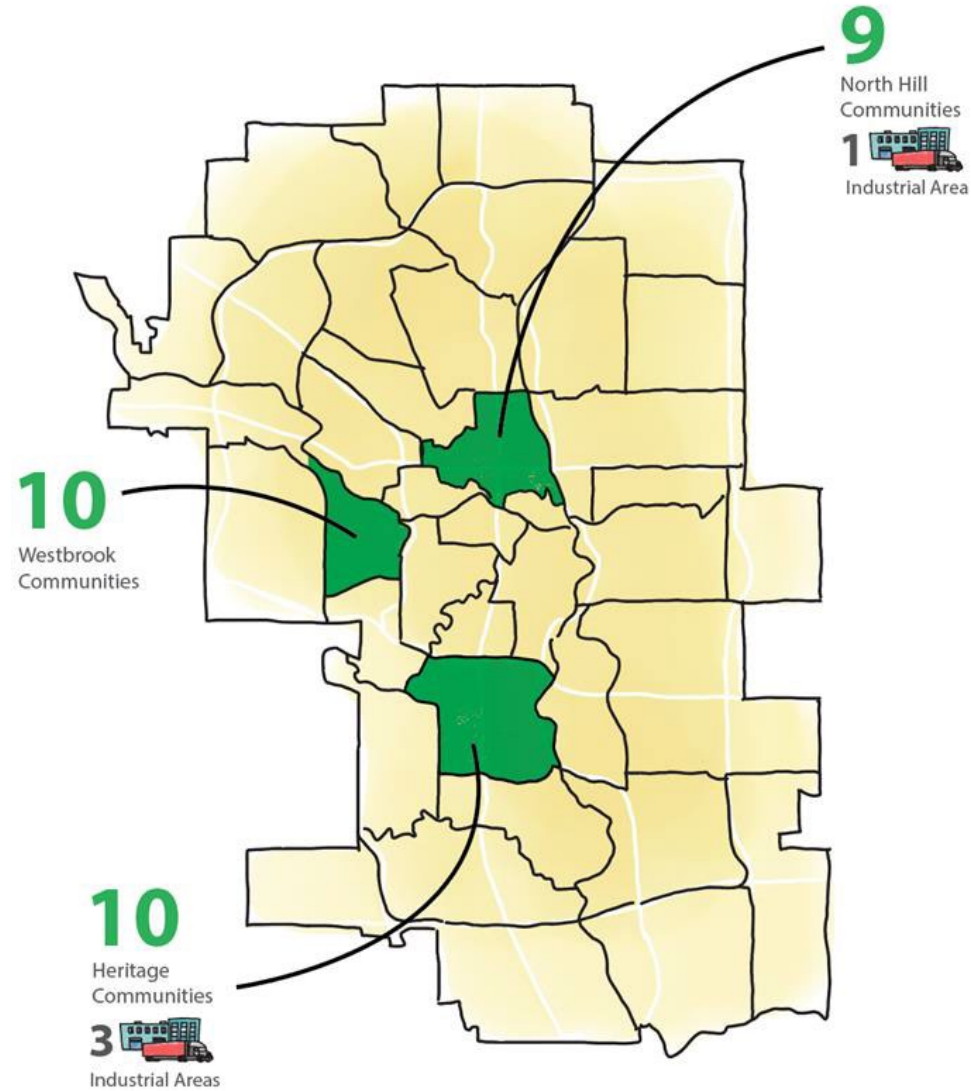 9
North Hill
Communities
1
Industrial Area
10
Westbrook
Communities
10
Heritage
Communities
3
Industrial Areas